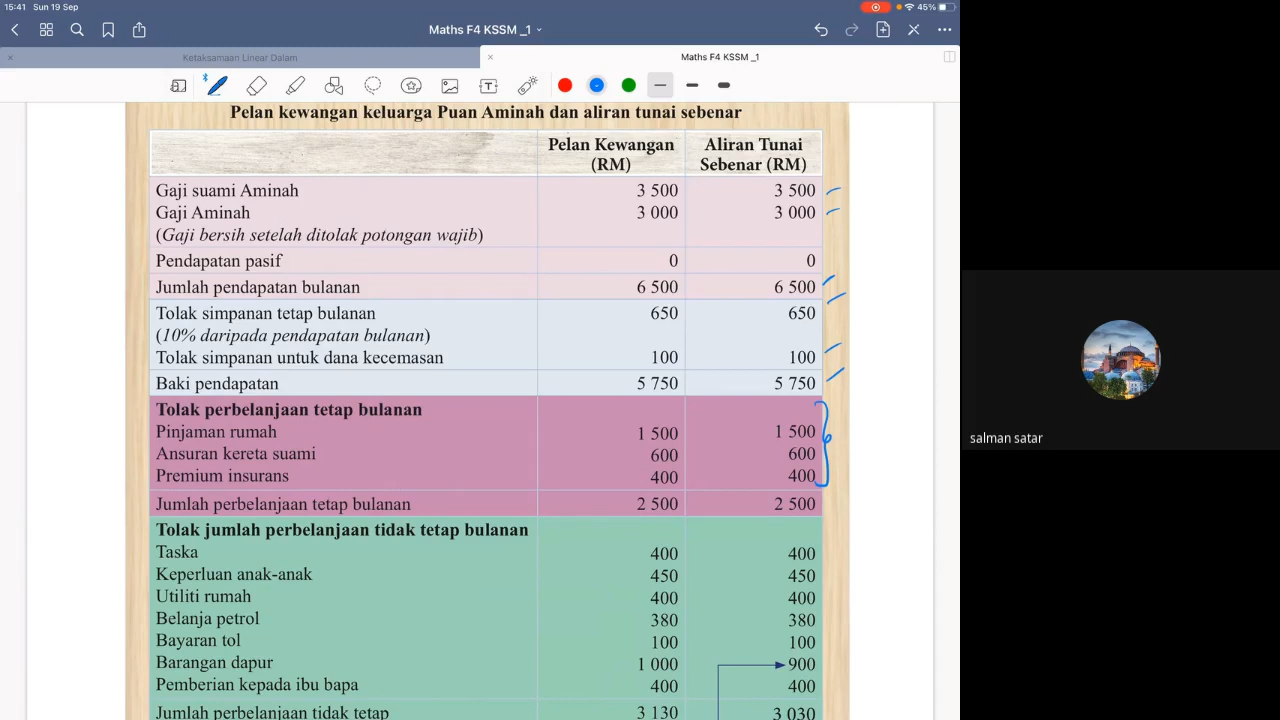 15:41 Sun 19 Sep
45%
Maths F4 KSSM _1
Ketaksamaan Linear Dalam
Maths F4 KSSM _1
Pelan kewangan keluarga Puan Aminah dan aliran tunai sebenar
Pelan Kewangan (RM) Aliran Tunai Sebenar (RM)
Gaji suami Aminah 3 500 3 500
Gaji Aminah 3 000 3 000
(Gaji bersih setelah ditolak potongan wajib)
Pendapatan pasif 0 0
Jumlah pendapatan bulanan 6 500 6 500
Tolak simpanan tetap bulanan 650 650
(10% daripada pendapatan bulanan)
Tolak simpanan untuk dana kecemasan 100 100
Baki pendapatan 5 750 5 750
Tolak perbelanjaan tetap bulanan
Pinjaman rumah 1 500 1 500
Ansuran kereta suami 600 600
Premium insurans 400 400
Jumlah perbelanjaan tetap bulanan 2 500 2 500
Tolak jumlah perbelanjaan tidak tetap bulanan
Taska 400 400
Keperluan anak-anak 450 450
Utiliti rumah 400 400
Belanja petrol 380 380
Bayaran tol 100 100
Barangan dapur 1 000 900
Pemberian kepada ibu bapa 400 400
Jumlah perbelanjaan tidak tetap 3 130 3 030
salman satar